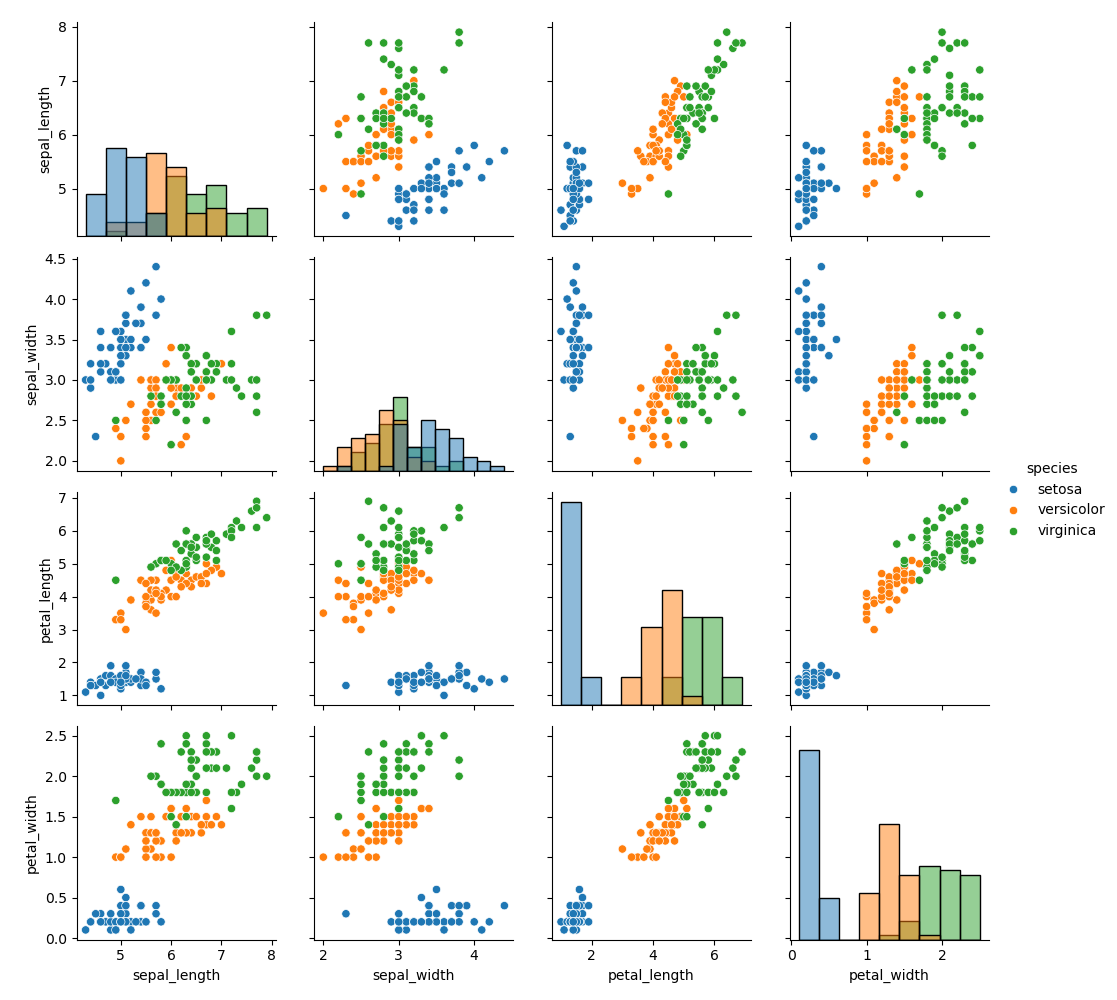 8
7
6
5
sepal_length
4.5
4.0
3.5
3.0
2.5
2.0
sepal_width
species
setosa
versicolor
virginica
7
6
5
4
3
2
1
petal_length
2.5
2.0
1.5
1.0
0.5
0.0
petal_width
5 6 7 8
2 3 4
2 4 6
0 1 2
sepal_length
sepal_width
petal_length
petal_width